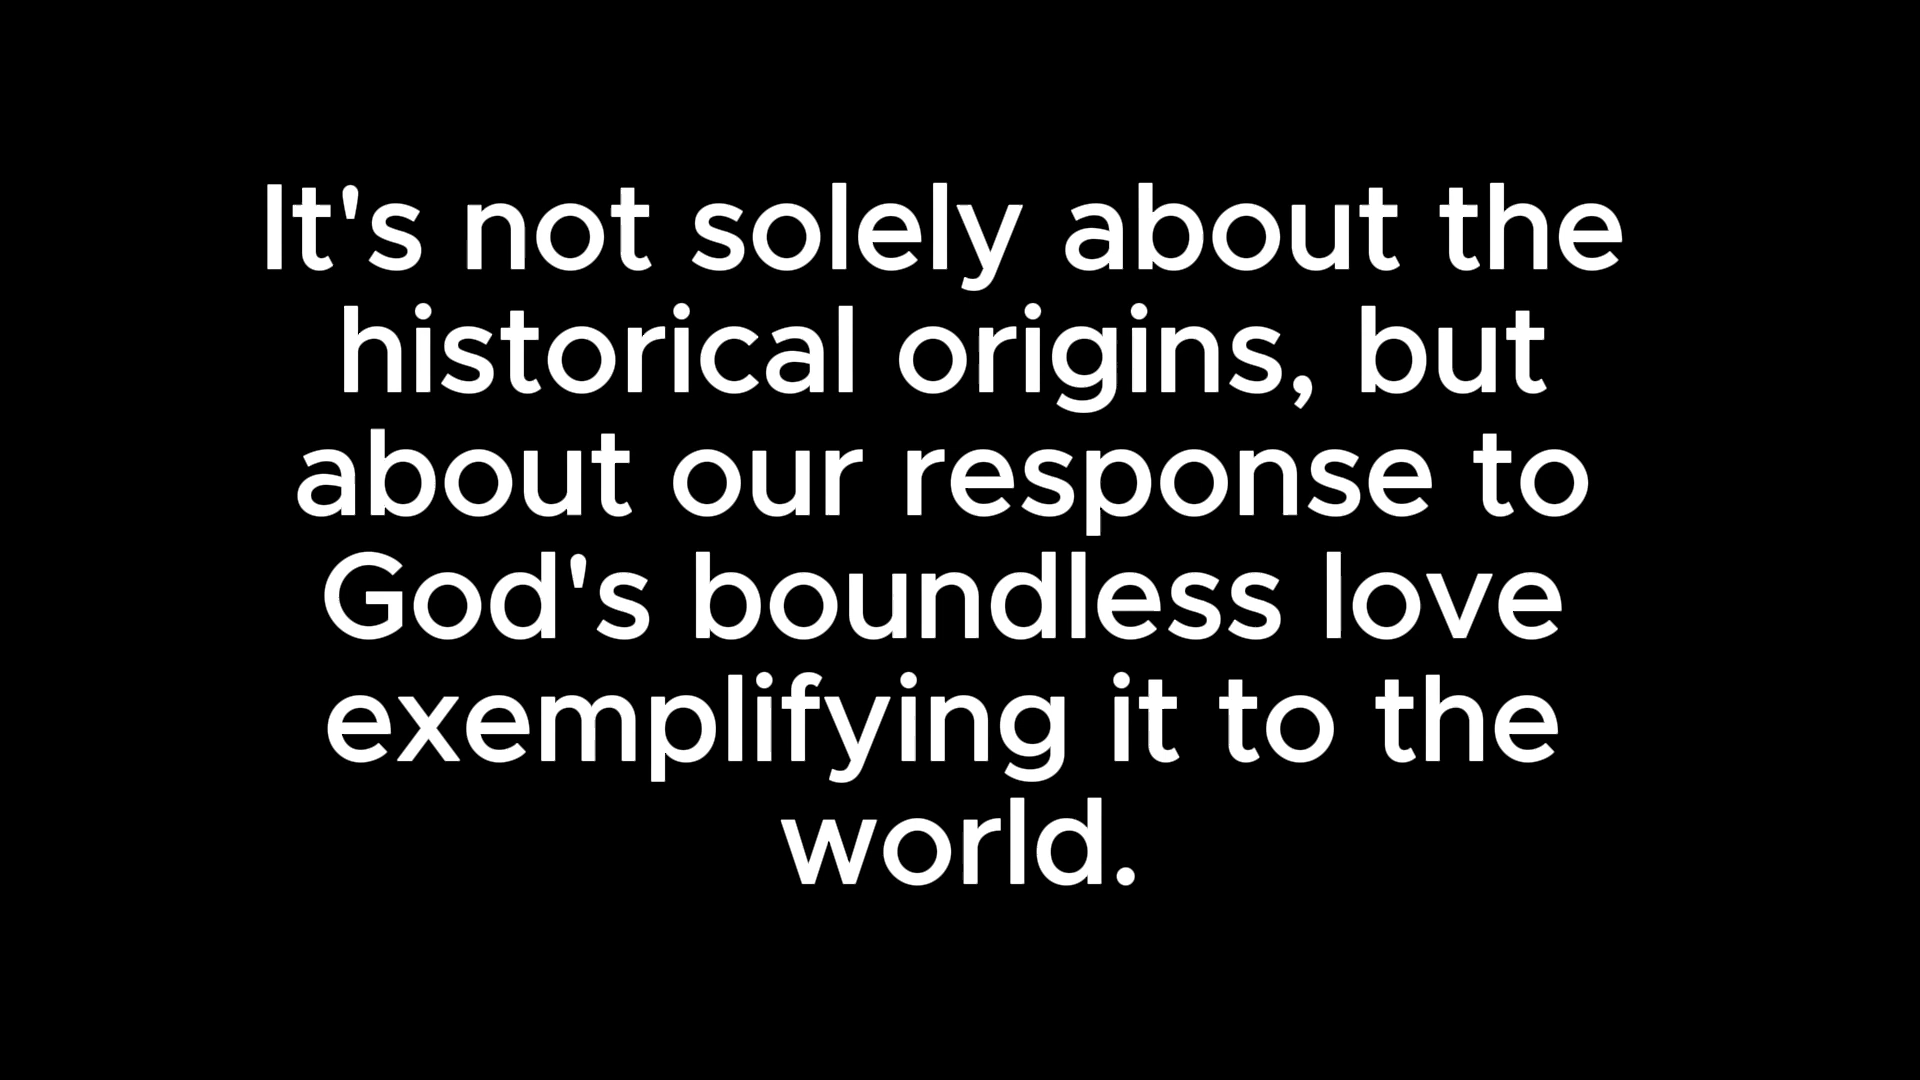 It's not solely about the
historical origins, but
about our response to
God's boundless love
exemplifying it to the
world.